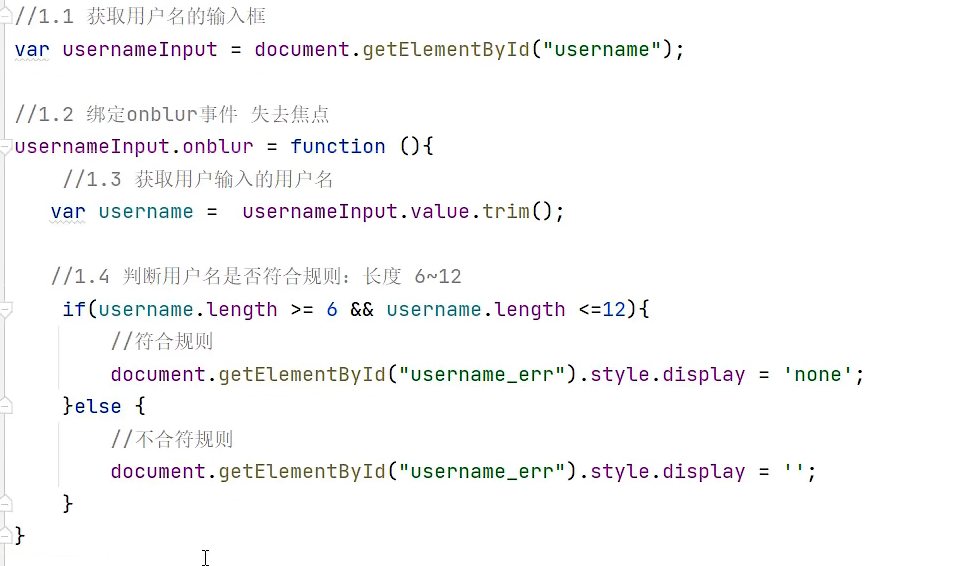 //1.1 获取用户名的输入框
var usernameInput = document.getElementById("username");
//1.2 绑定onblur事件 失去焦点
usernameInput.onblur = function (){
//1.3 获取用户输入的用户名
var username =  usernameInput.value.trim();
//1.4 判断用户名是否符合规则：长度 6~12
if(username.length >= 6 && username.length <=12){
//符合规则
document.getElementById("username_err").style.display = 'none';
}else {
//不合符规则
document.getElementById("username_err").style.display = '';
}
}